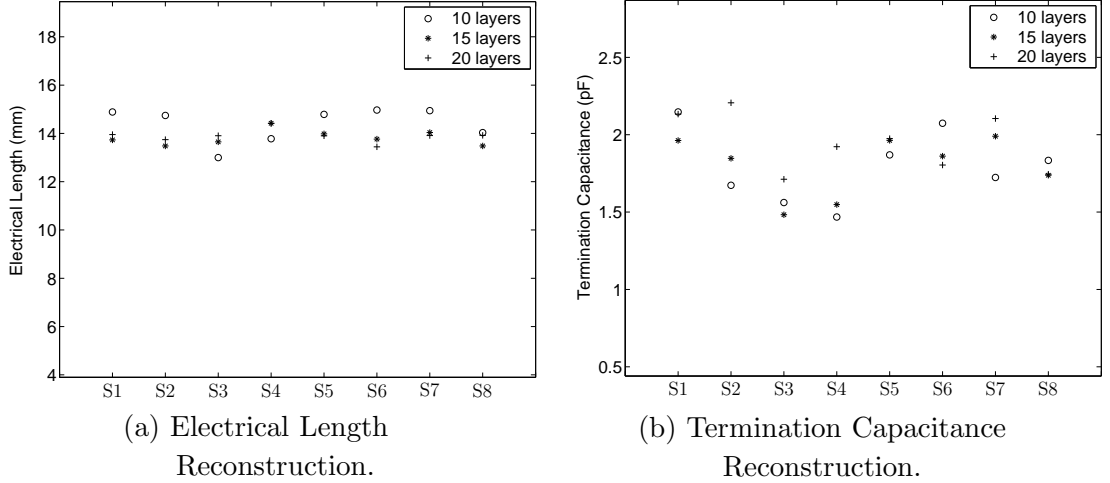 18
16
14
12
10
8
6
4
Electrical Length (mm)
10 layers
15 layers
20 layers
S1 S2 S3 S4 S5 S6 S7 S8
(a) Electrical Length
Reconstruction.
2.5
2
1.5
1
0.5
Termination Capacitance (pF)
10 layers
15 layers
20 layers
S1 S2 S3 S4 S5 S6 S7 S8
(b) Termination Capacitance
Reconstruction.